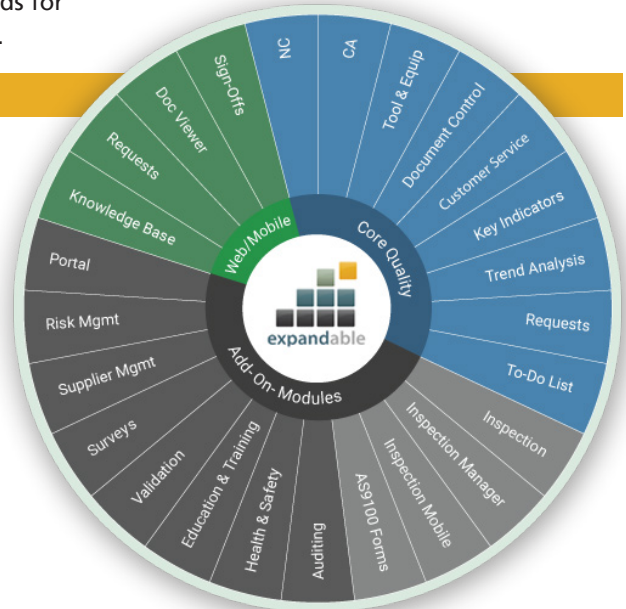 ds for
.
NC
CA
Tool & Equip
Document Control
Customer Service
Key Indicators
Trend Analysis
Requests
To-Do List
Inspection
Inspection Manager
Inspection Mobile
AS9100 Forms
Auditing
Health & Safety
Education & Training
Validation
Surveys
Supplier Mgmt
Risk Mgmt
Portal
Knowledge Base
Requests
Doc Viewer
Sign-Offs
Web/Mobile
Core Quality
Add- On- Modules
expandable